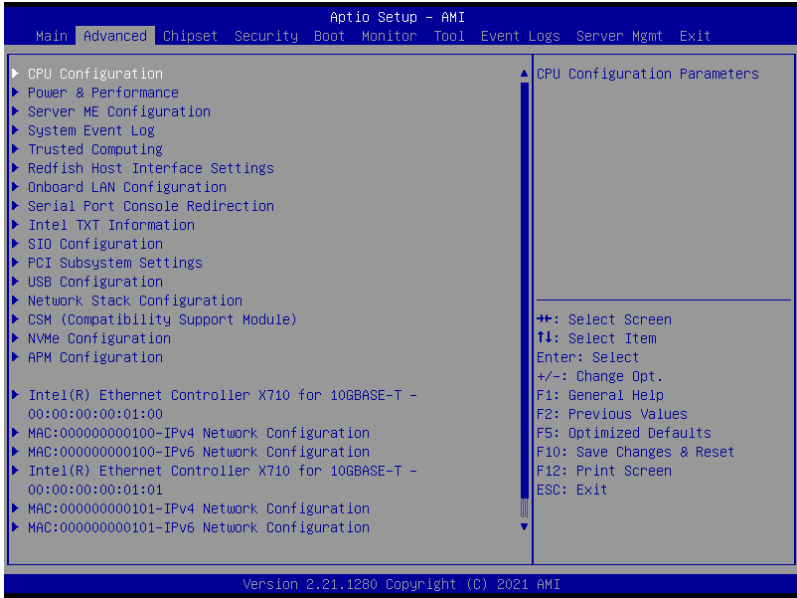 Aptio Setup – AMI
Main Advanced Chipset Security Boot Monitor Tool Event Logs Server Mgmt Exit
CPU Configuration
Power & Performance
Server ME Configuration
System Event Log
Trusted Computing
Redfish Host Interface Settings
Onboard LAN Configuration
Serial Port Console Redirection
Intel TXT Information
SIO Configuration
PCI Subsystem Settings
USB Configuration
Network Stack Configuration
CSM (Compatibility Support Module)
NVMe Configuration
APM Configuration
Intel(R) Ethernet Controller X710 for 10GBASE-T –
00:00:00:00:01:00
MAC:000000000100-IPv4 Network Configuration
MAC:000000000100-IPv6 Network Configuration
Intel(R) Ethernet Controller X710 for 10GBASE-T –
00:00:00:00:01:01
MAC:000000000101-IPv4 Network Configuration
MAC:000000000101-IPv6 Network Configuration
CPU Configuration Parameters
→←: Select Screen
↑↓: Select Item
Enter: Select
+/-: Change Opt.
F1: General Help
F2: Previous Values
F5: Optimized Defaults
F10: Save Changes & Reset
F12: Print Screen
ESC: Exit
Version 2.21.1280 Copyright (C) 2021 AMI